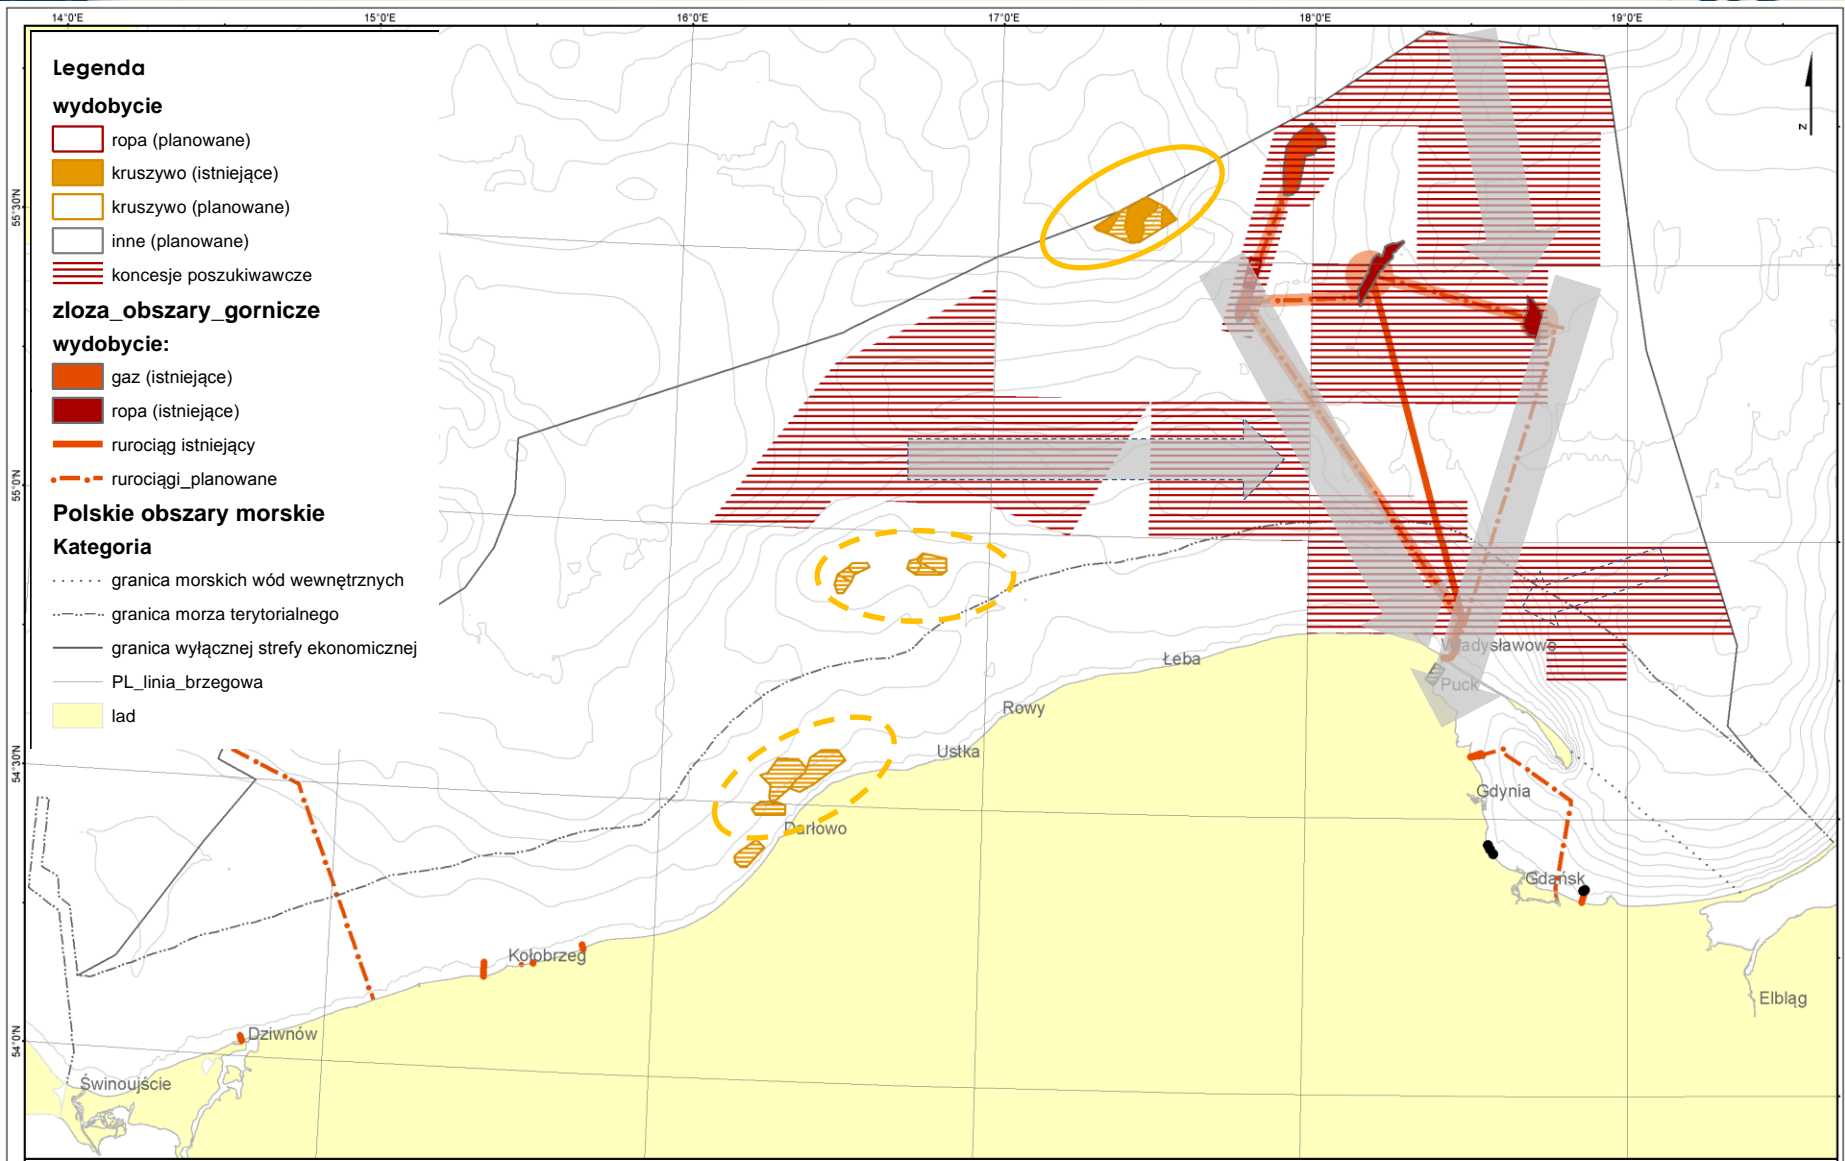 14°0'E 15°0'E 16°0'E 17°0'E 18°0'E 19°0'E
Legenda
wydobycie
ropa (planowane)
kruszywo (istniejące)
kruszywo (planowane)
inne (planowane)
koncesje poszukiwawcze
zloza_obszary_gornicze
wydobycie:
gaz (istniejące)
ropa (istniejące)
rurociąg istniejący
rurociągi_planowane
Polskie obszary morskie
Kategoria
granica morskich wód wewnętrznych
granica morza terytorialnego
granica wyłącznej strefy ekonomicznej
PL_linia_brzegowa
lad
N
55°30'N
55°0'N
54°30'N
54°0'N
Władysławowo
Łeba
Puck
Rowy
Ustka
Gdynia
Darłowo
Gdańsk
Kołobrzeg
Elbląg
Dziwnów
Świnoujście